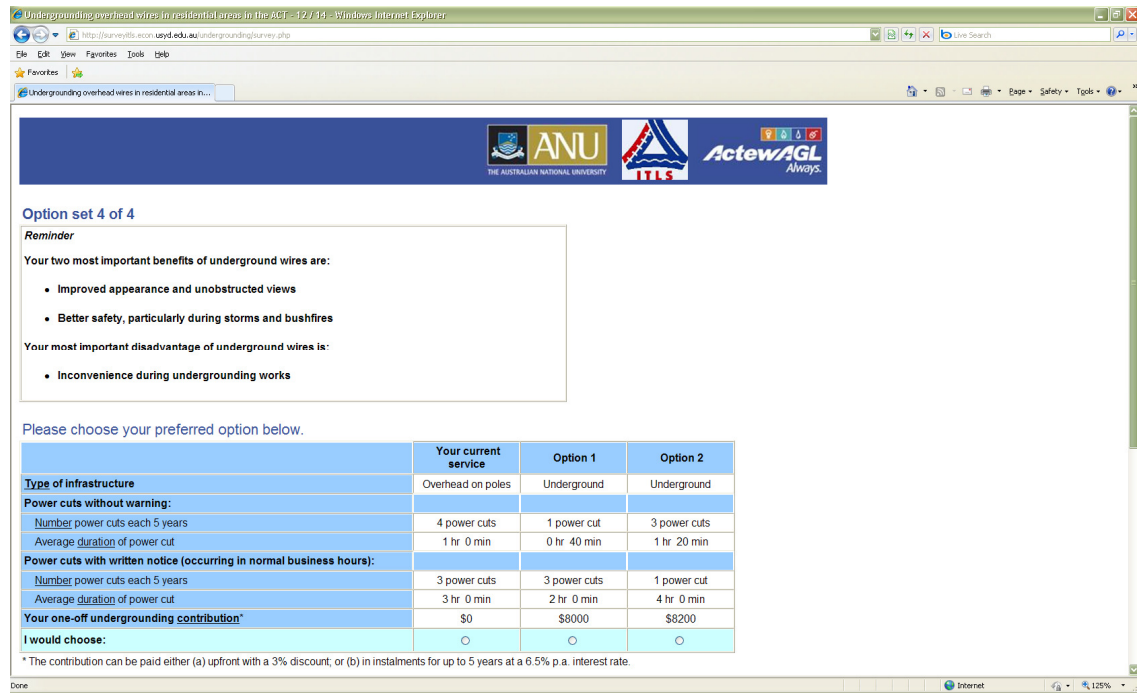 Undergrounding overhead wires in residential areas in the ACT - 12 / 14 - Windows Internet Explorer
http://surveyitls.econ.usyd.edu.au/undergrounding/survey.php
Live Search
File Edit View Favorites Tools Help
Favorites
Undergrounding overhead wires in residential areas in...
Page Safety Tools
ANU
THE AUSTRALIAN NATIONAL UNIVERSITY
ITLS
ActewAGL
Always.
Option set 4 of 4
Reminder
Your two most important benefits of underground wires are:
• Improved appearance and unobstructed views
• Better safety, particularly during storms and bushfires
Your most important disadvantage of underground wires is:
• Inconvenience during undergrounding works
Please choose your preferred option below.
Your current service Option 1 Option 2
Type of infrastructure Overhead on poles Underground Underground
Power cuts without warning:
Number power cuts each 5 years 4 power cuts 1 power cut 3 power cuts
Average duration of power cut 1 hr 0 min 0 hr 40 min 1 hr 20 min
Power cuts with written notice (occurring in normal business hours):
Number power cuts each 5 years 3 power cuts 3 power cuts 1 power cut
Average duration of power cut 3 hr 0 min 2 hr 0 min 4 hr 0 min
Your one-off undergrounding contribution* $0 $8000 $8200
I would choose:
* The contribution can be paid either (a) upfront with a 3% discount; or (b) in instalments for up to 5 years at a 6.5% p.a. interest rate.
Done Internet 125%